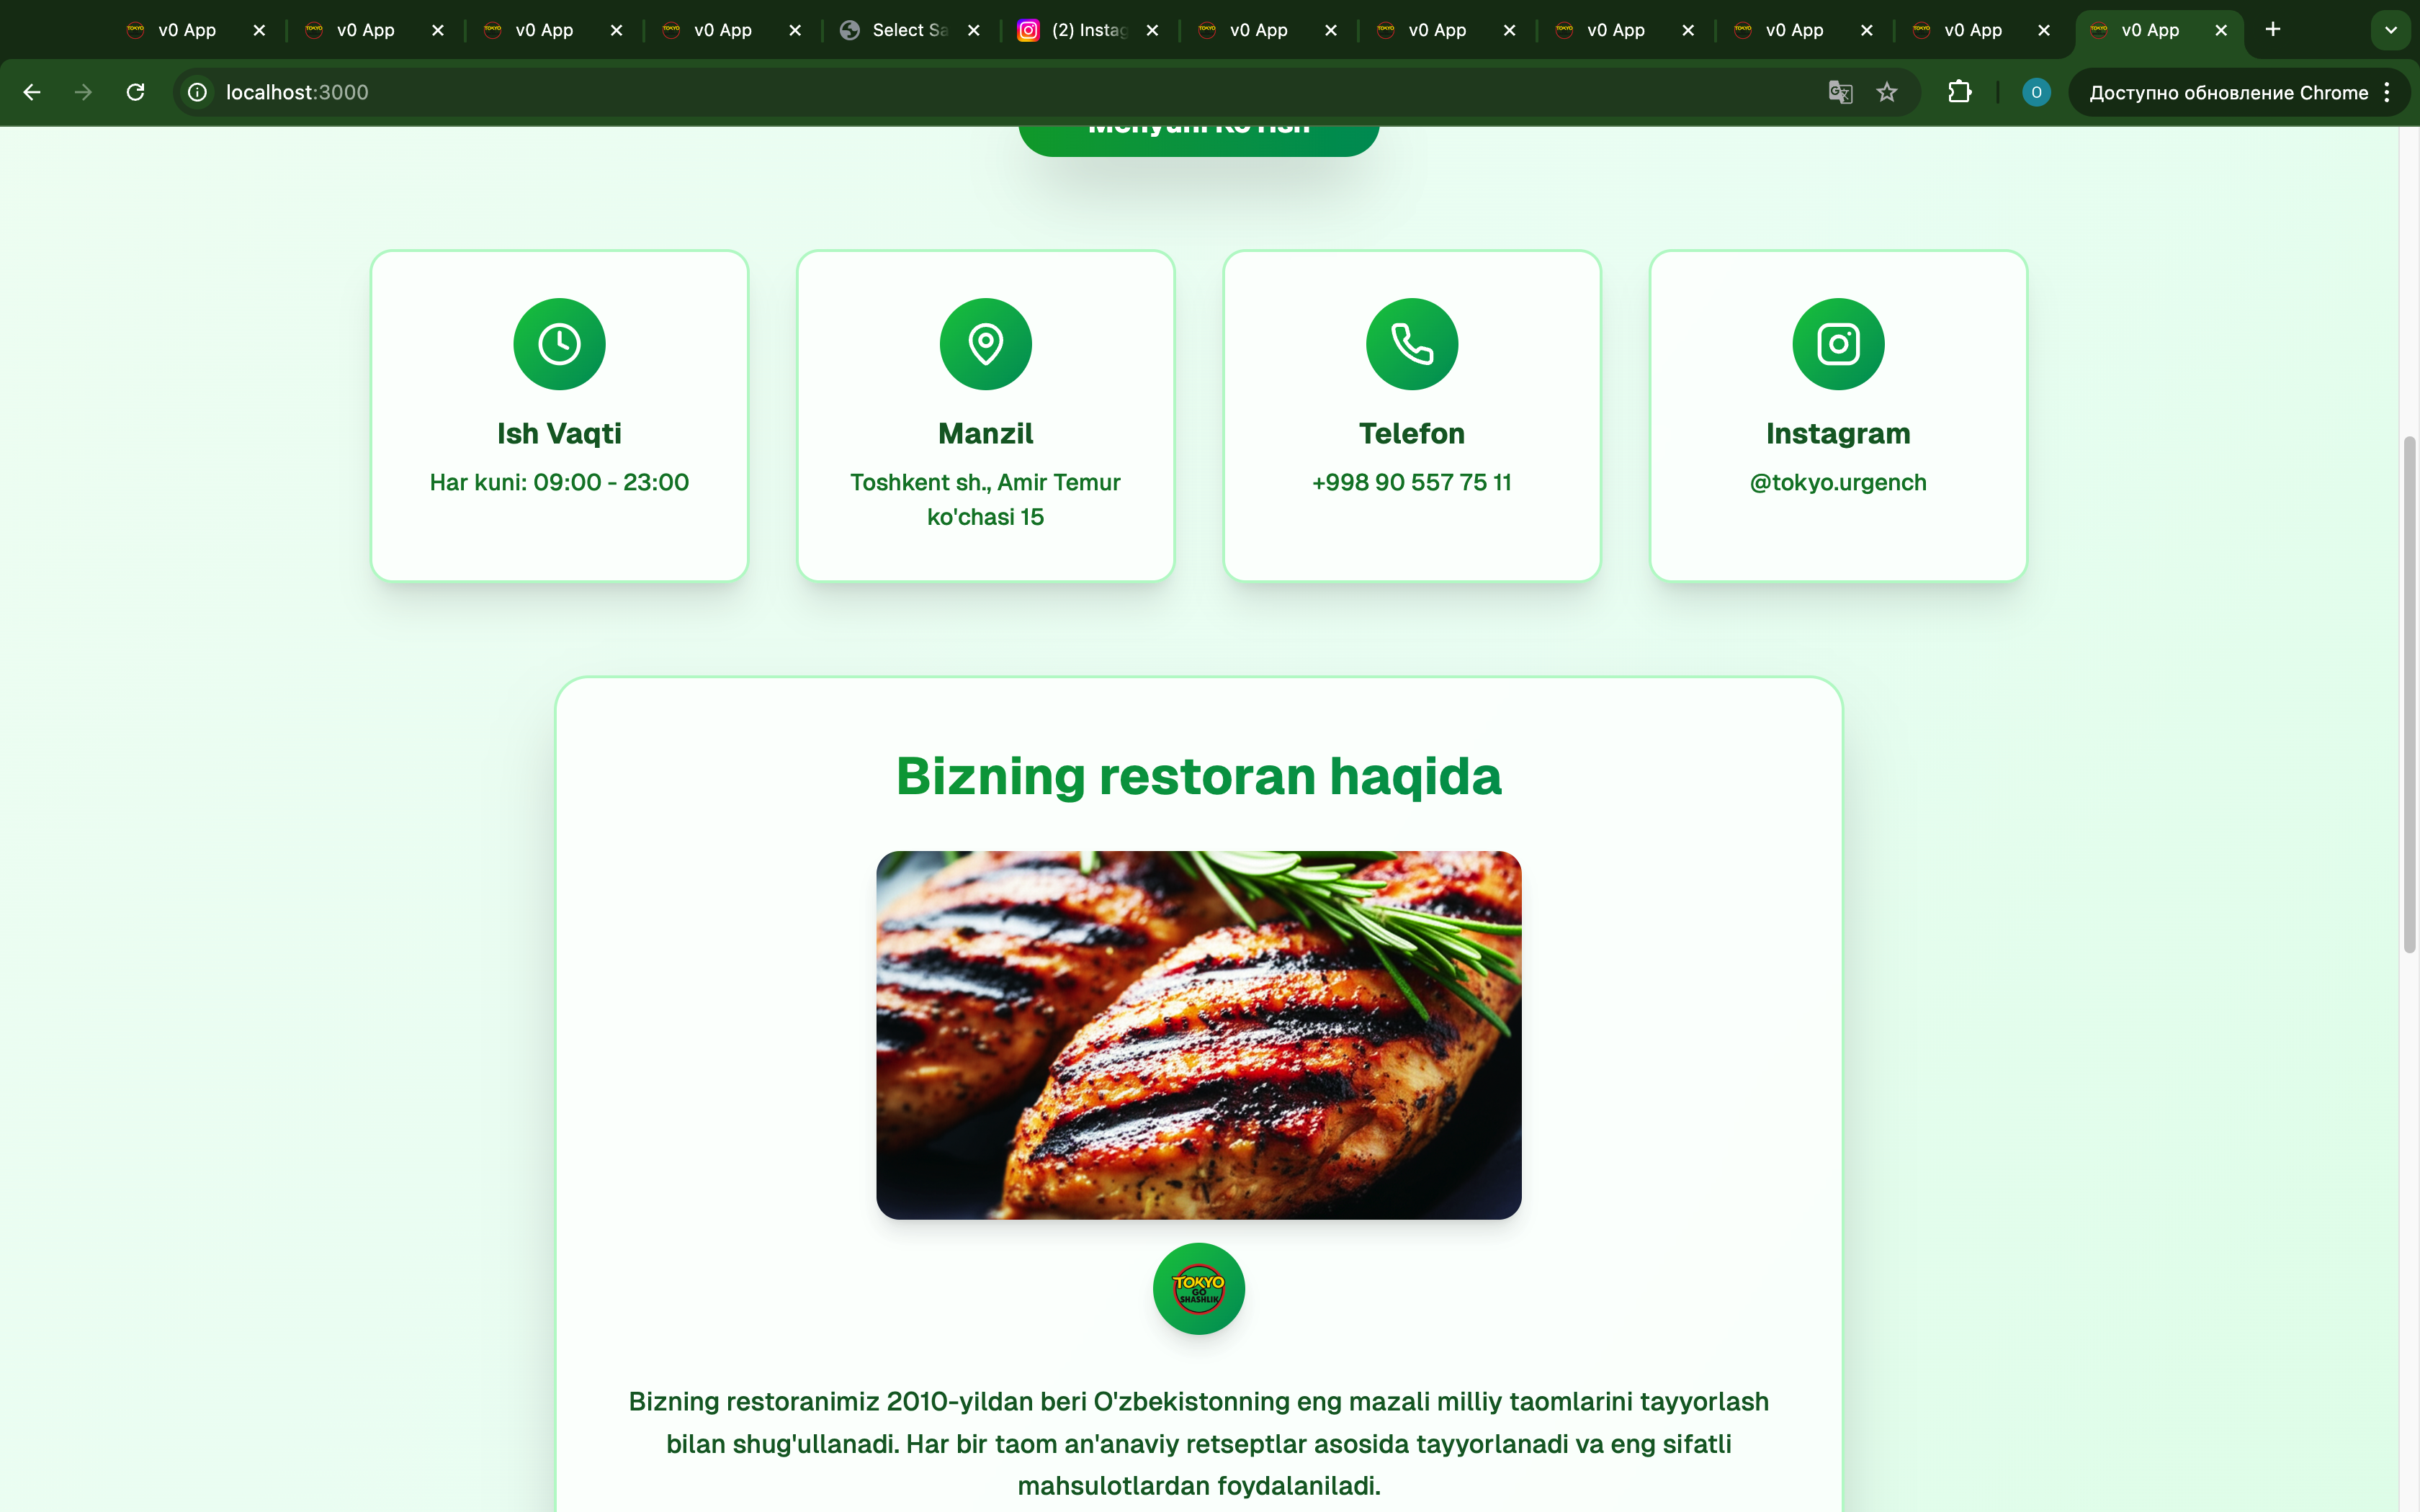 v0 App
v0 App
v0 App
v0 App
Select Sa
(2) Instag
v0 App
v0 App
v0 App
v0 App
v0 App
v0 App
localhost:3000
O
Доступно обновление Chrome
Ish Vaqti
Har kuni: 09:00 - 23:00
Manzil
Toshkent sh., Amir Temur
ko'chasi 15
Telefon
+998 90 557 75 11
Instagram
@tokyo.urgench
Bizning restoran haqida
TOKYO
GO
SHASHLIK
Bizning restoranimiz 2010-yildan beri O'zbekistonning eng mazali milliy taomlarini tayyorlash
bilan shug'ullanadi. Har bir taom an'anaviy retseptlar asosida tayyorlanadi va eng sifatli
mahsulotlardan foydalaniladi.